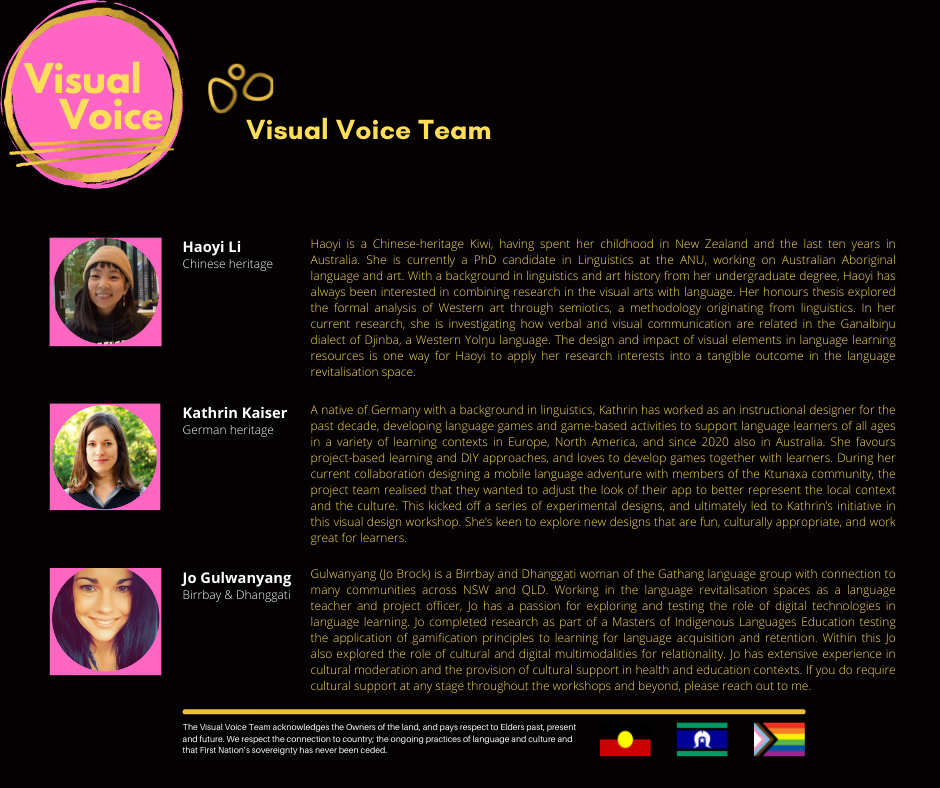 Visual
Voice
Visual Voice Team
Haoyi Li
Chinese heritage
Haoyi is a Chinese-heritage Kiwi, having spent her childhood in New Zealand and the last ten years in
Australia. She is currently a PhD candidate in Linguistics at the ANU, working on Australian Aboriginal
language and art. With a background in linguistics and art history from her undergraduate degree, Haoyi has
always been interested in combining research in the visual arts with language. Her honours thesis explored
the formal analysis of Western art through semiotics, a methodology originating from linguistics. In her
current research, she is investigating how verbal and visual communication are related in the Ganalbiŋu
dialect of Djinba, a Western Yolŋu language. The design and impact of visual elements in language learning
resources is one way for Haoyi to apply her research interests into a tangible outcome in the language
revitalisation space.
Kathrin Kaiser
German heritage
A native of Germany with a background in linguistics, Kathrin has worked as an instructional designer for the
past decade, developing language games and game-based activities to support language learners of all ages
in a variety of learning contexts in Europe, North America, and since 2020 also in Australia. She favours
project-based learning and DIY approaches, and loves to develop games together with learners. During her
current collaboration designing a mobile language adventure with members of the Ktunaxa community, the
project team realised that they wanted to adjust the look of their app to better represent the local context
and the culture. This kicked off a series of experimental designs, and ultimately led to Kathrin's initiative in
this visual design workshop. She's keen to explore new designs that are fun, culturally appropriate, and work
great for learners.
Jo Gulwanyang
Birrbay & Dhanggati
Gulwanyang (Jo Brock) is a Birrbay and Dhanggati woman of the Gathang language group with connection to
many communities across NSW and QLD. Working in the language revitalisation spaces as a language
teacher and project officer, Jo has a passion for exploring and testing the role of digital technologies in
language learning. Jo completed research as part of a Masters of Indigenous Languages Education testing
the application of gamification principles to learning for language acquisition and retention. Within this Jo
also explored the role of cultural and digital multimodalities for relationality. Jo has extensive experience in
cultural moderation and the provision of cultural support in health and education contexts. If you do require
cultural support at any stage throughout the workshops and beyond, please reach out to me.
The Visual Voice Team acknowledges the Owners of the land, and pays respect to Elders past, present
and future. We respect the connection to country; the ongoing practices of language and culture and
that First Nation's sovereignty has never been ceded.